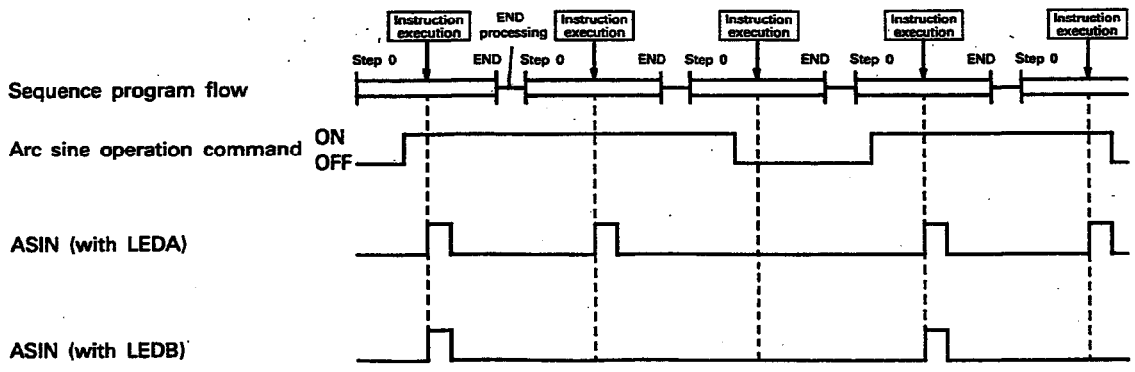 Instruction execution
END processing
Instruction execution
Instruction execution
Instruction execution
Instruction execution
Step 0
END
Step 0
END
Step 0
END
Step 0
END
Step 0
Sequence program flow
Arc sine operation command
ON
OFF
ASIN (with LEDA)
ASIN (with LEDB)